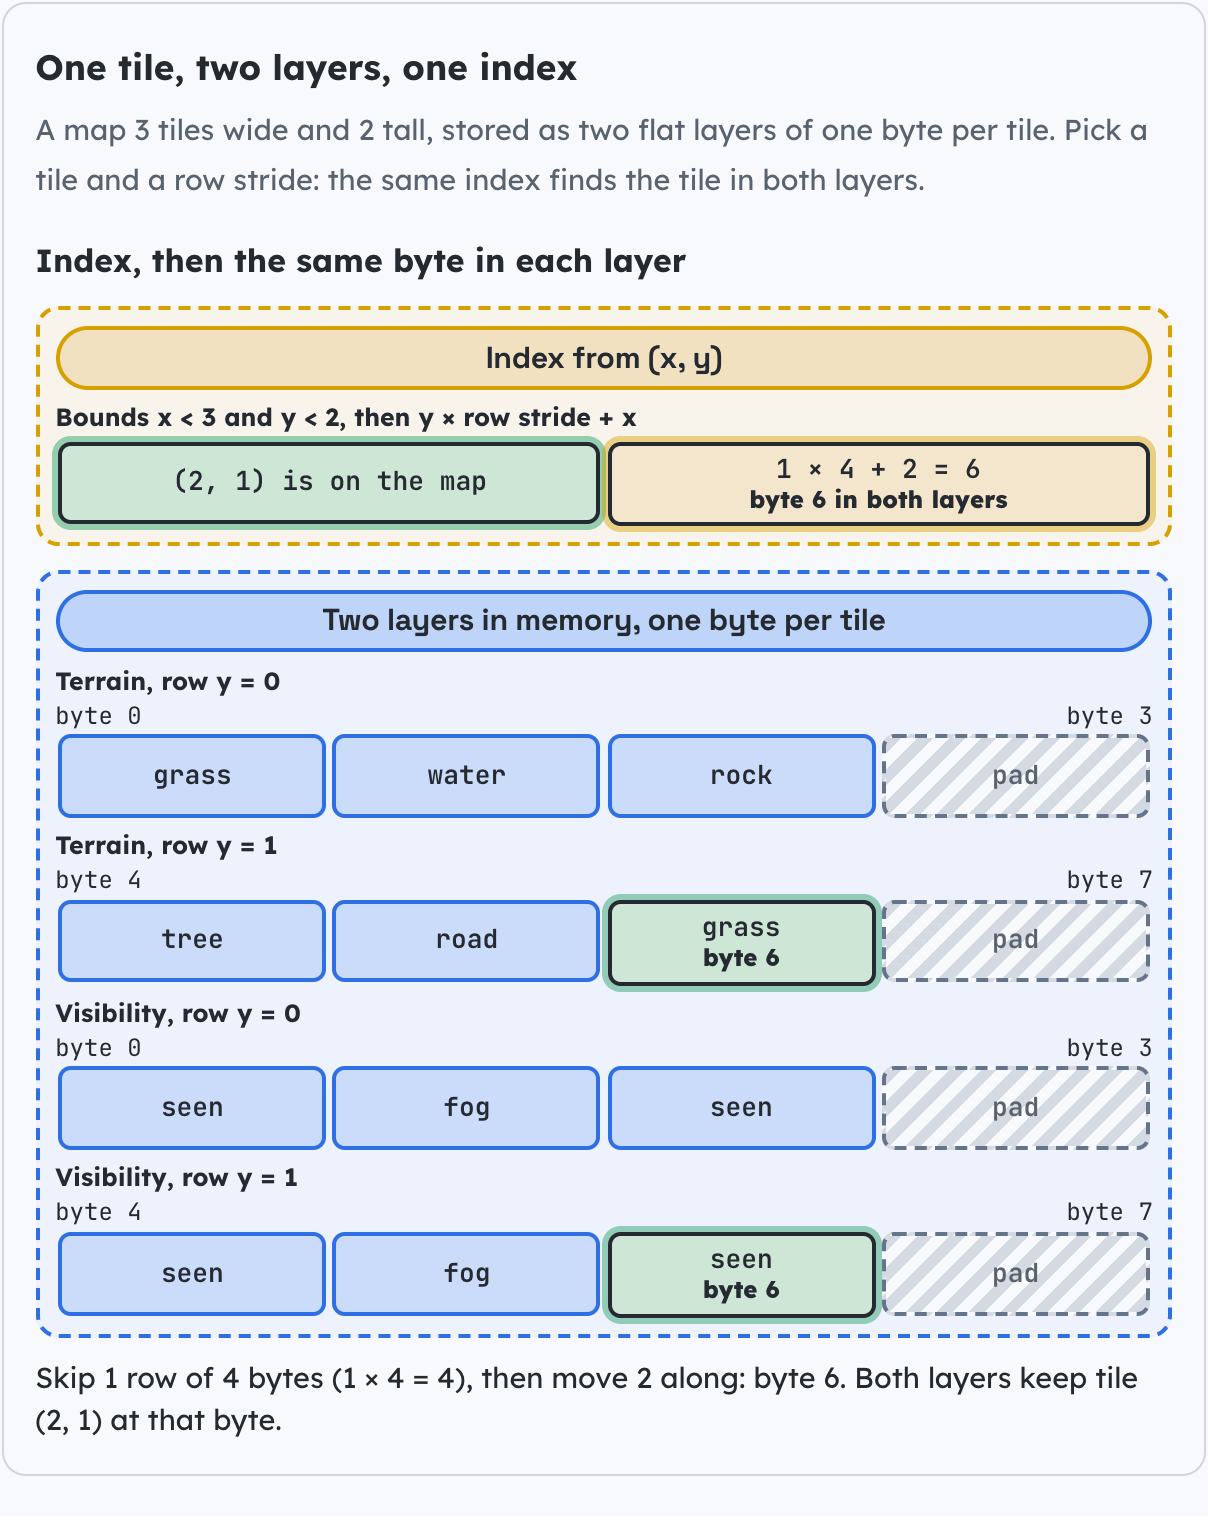 One tile, two layers, one index
A map 3 tiles wide and 2 tall, stored as two flat layers of one byte per tile. Pick a
tile and a row stride: the same index finds the tile in both layers.
Index, then the same byte in each layer
Index from (x, y)
Bounds x < 3 and y < 2, then y × row stride + x
(2, 1) is on the map
1 × 4 + 2 = 6
byte 6 in both layers
Two layers in memory, one byte per tile
Terrain, row y = 0
byte 0 byte 3
grass water rock pad
Terrain, row y = 1
byte 4 byte 7
tree road grass pad
byte 6
Visibility, row y = 0
byte 0 byte 3
seen fog seen pad
Visibility, row y = 1
byte 4 byte 7
seen fog seen pad
byte 6
Skip 1 row of 4 bytes (1 × 4 = 4), then move 2 along: byte 6. Both layers keep tile
(2, 1) at that byte.